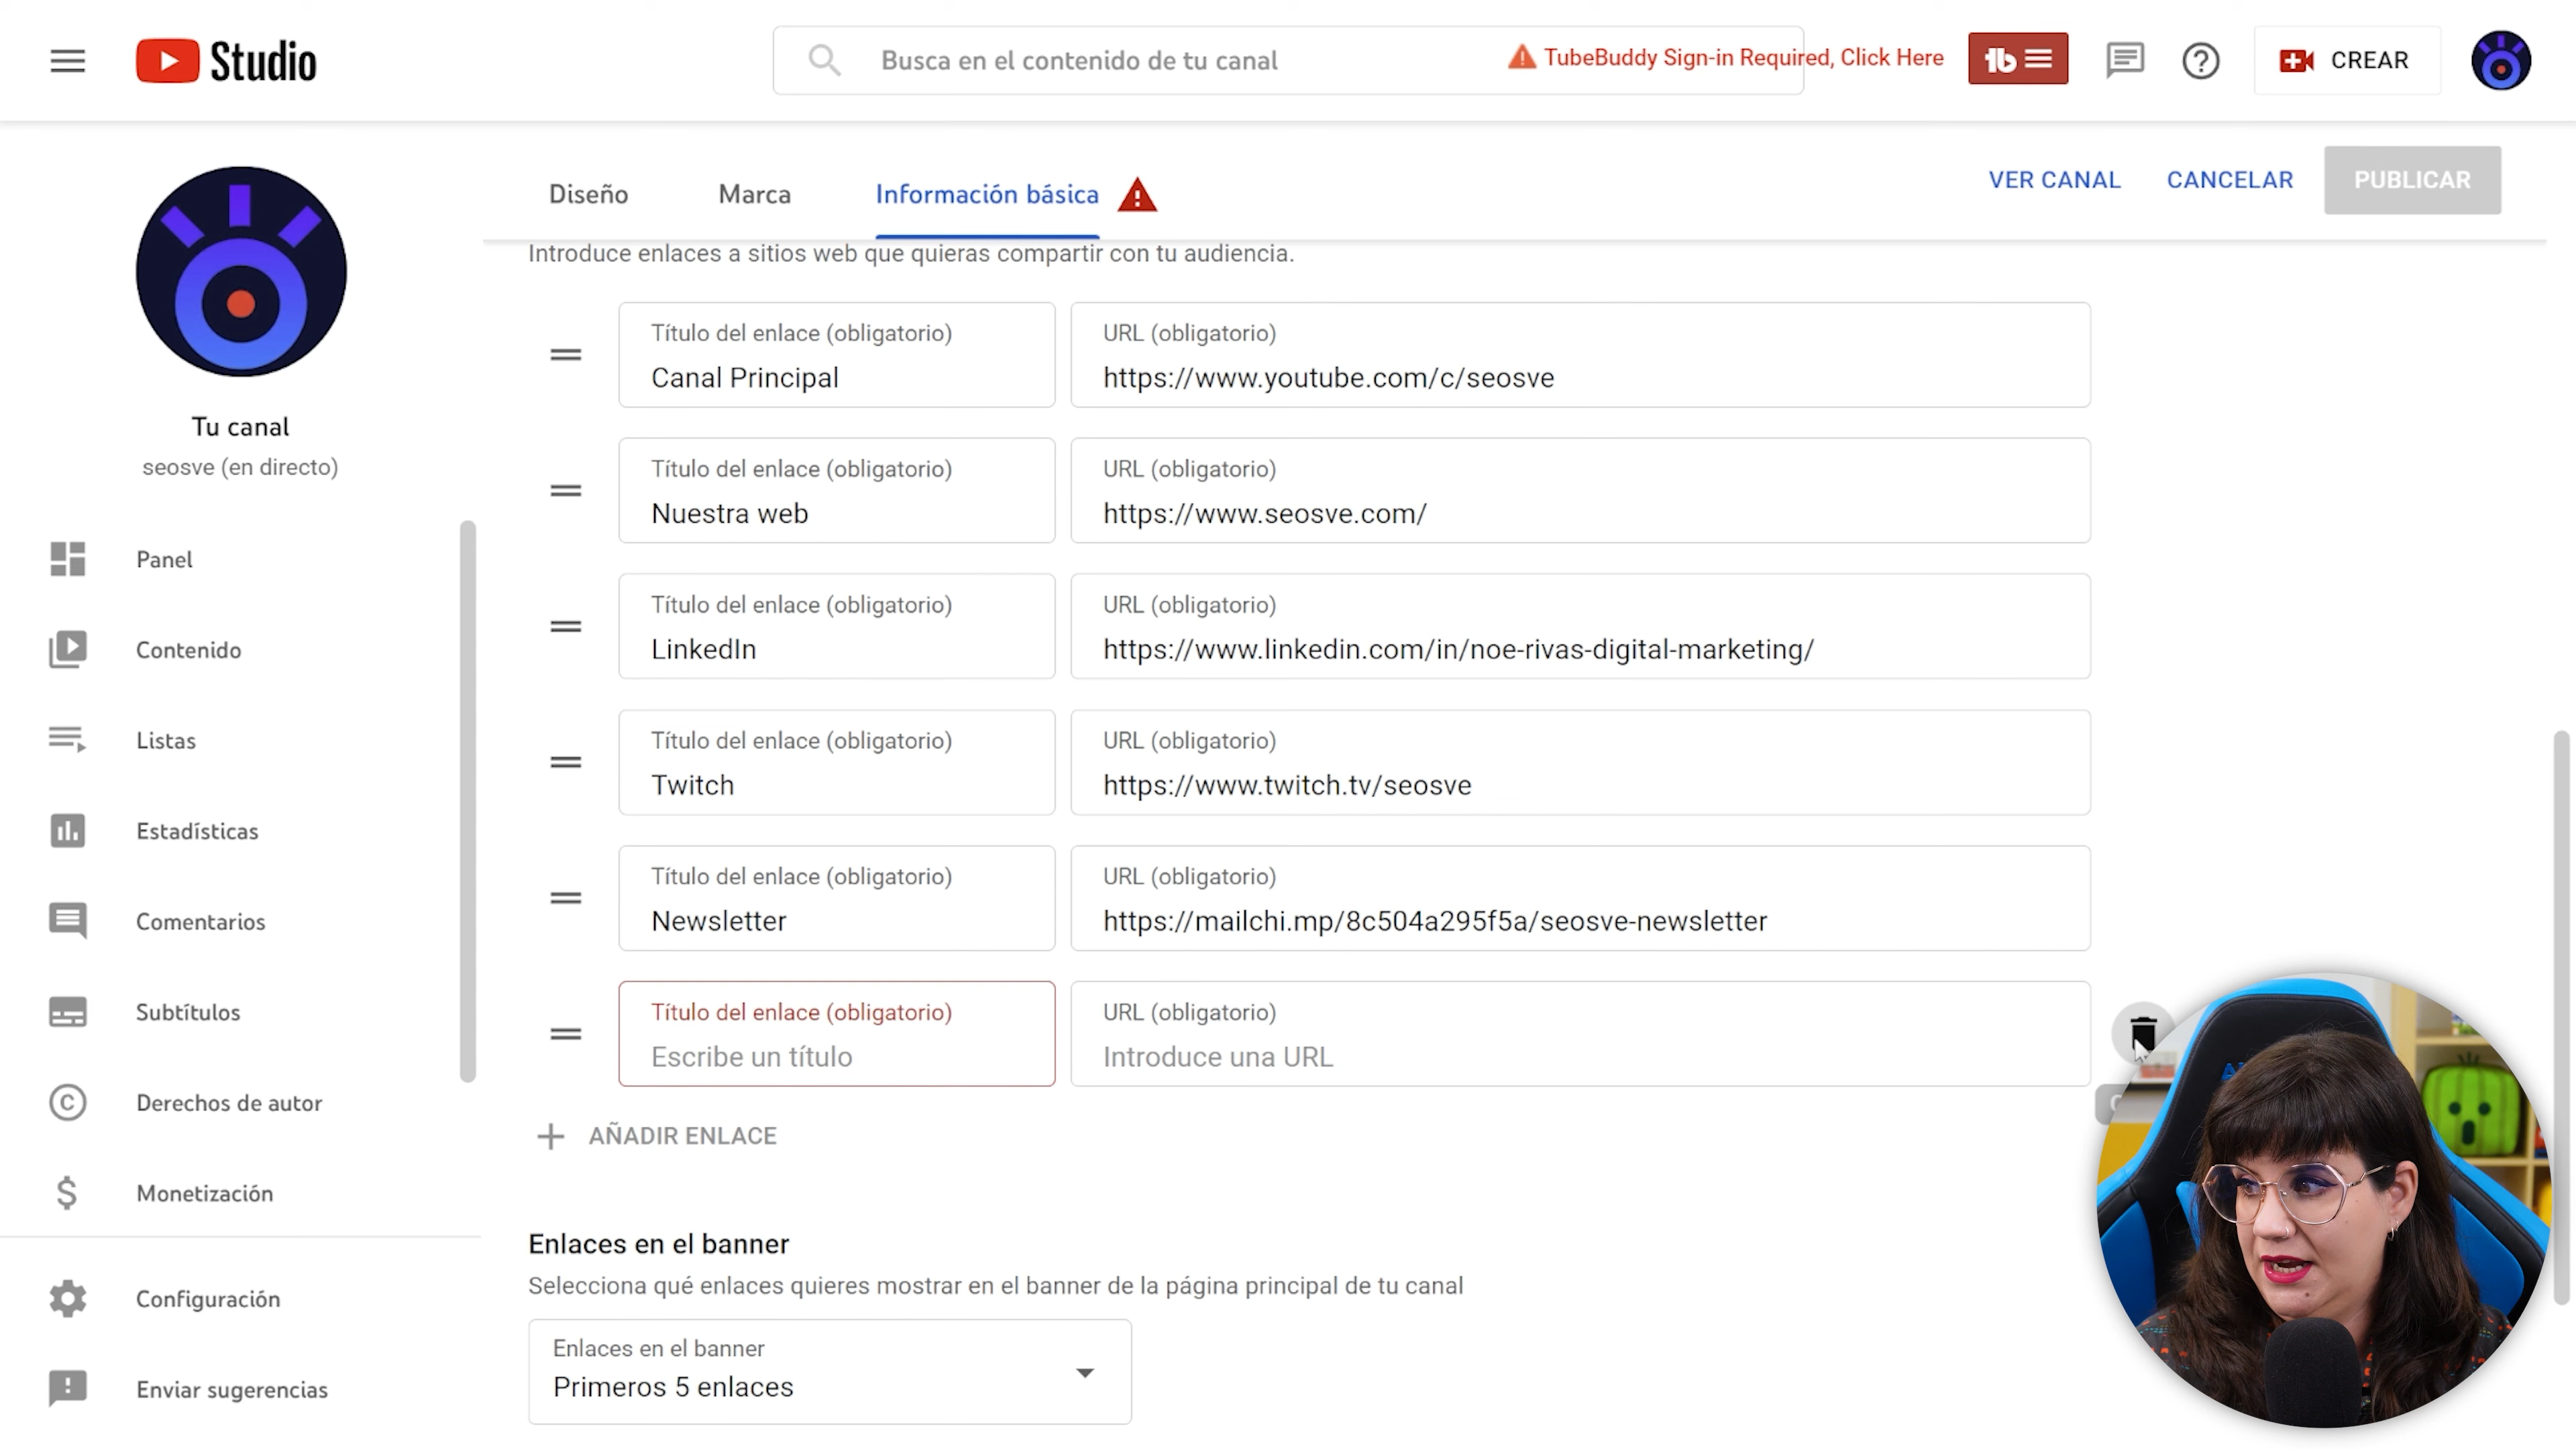 Studio
Busca en el contenido de tu canal
TubeBuddy Sign-in Required, Click Here
CREAR
Diseño
Marca
Información básica
VER CANAL
CANCELAR
PUBLICAR
Introduce enlaces a sitios web que quieras compartir con tu audiencia.
Título del enlace (obligatorio)
Canal Principal
URL (obligatorio)
https://www.youtube.com/c/seosve
Título del enlace (obligatorio)
Nuestra web
URL (obligatorio)
https://www.seosve.com/
Título del enlace (obligatorio)
LinkedIn
URL (obligatorio)
https://www.linkedin.com/in/noe-rivas-digital-marketing/
Título del enlace (obligatorio)
Twitch
URL (obligatorio)
https://www.twitch.tv/seosve
Título del enlace (obligatorio)
Newsletter
URL (obligatorio)
https://mailchi.mp/8c504a295f5a/seosve-newsletter
Título del enlace (obligatorio)
Escribe un título
URL (obligatorio)
Introduce una URL
AÑADIR ENLACE
Enlaces en el banner
Selecciona qué enlaces quieres mostrar en el banner de la página principal de tu canal
Enlaces en el banner
Primeros 5 enlaces
Tu canal
seosve (en directo)
Panel
Contenido
Listas
Estadísticas
Comentarios
Subtítulos
Derechos de autor
Monetización
Configuración
Enviar sugerencias